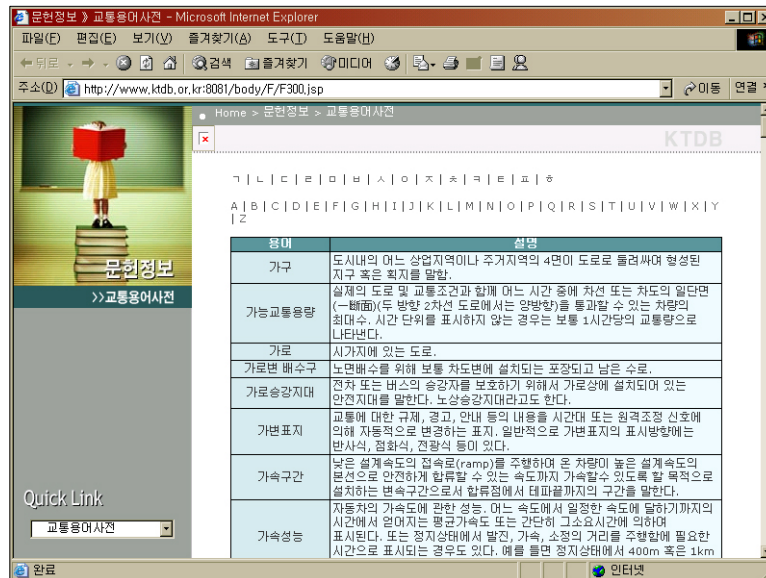 문헌정보 》 교통용어사전 - Microsoft Internet Explorer
파일(F) 편집(E) 보기(V) 즐겨찾기(A) 도구(T) 도움말(H)
뒤로 검색 즐겨찾기 미디어
주소(D) http://www.ktdb.or.kr:8081/body/F/F300.jsp 이동 연결
Home > 문헌정보 > 교통용어사전
KTDB
ㄱ | ㄴ | ㄷ | ㄹ | ㅁ | ㅂ | ㅅ | ㅇ | ㅈ | ㅊ | ㅋ | ㅌ | ㅍ | ㅎ
A | B | C | D | E | F | G | H | I | J | K | L | M | N | O | P | Q | R | S | T | U | V | W | X | Y
| Z
문헌정보
>>교통용어사전
용어 설명
가구 도시내의 어느 상업지역이나 주거지역의 4면이 도로로 둘려싸여 형성된
지구 혹은 획지를 말함.
가능교통용량 실제의 도로 및 교통조건과 함께 어느 시간 중에 차선 또는 차도의 일단면
(一斷面)(두 방향 2차선 도로에서는 양방향)을 통과할 수 있는 차량의
최대수. 시간 단위를 표시하지 않는 경우는 보통 1시간당의 교통량으로
나타낸다.
가로 시가지에 있는 도로.
가로변 배수구 노면배수를 위해 보통 차도변에 설치되는 포장되고 남은 수로.
가로승강지대 전차 또는 버스의 승강자를 보호하기 위해서 가로상에 설치되어 있는
안전지대를 말한다. 노상승강지대라고도 한다.
가변표지 교통에 대한 규제, 경고, 안내 등의 내용을 시간대 또는 원격조정 신호에
의해 자동적으로 변경하는 표지. 일반적으로 가변표지의 표시방향에는
반사식, 점화식, 전광식 등이 있다.
가속구간 낮은 설계속도의 접속로(ramp)를 주행하여 온 차량이 높은 설계속도의
본선으로 안전하게 합류할 수 있는 속도까지 가속할수 있도록 할 목적으로
설치하는 변속구간으로서 합류점에서 테파끝까지의 구간을 말한다.
가속성능 자동차의 가속도에 관한 성능. 어느 속도에서 일정한 속도에 달하기까지의
시간에서 얻어지는 평균가속도 또는 간단히 그소요시간에 의하여
표시된다. 또는 정지상태에서 발진, 가속, 소정의 거리를 주행함에 필요한
시간으로 표시되는 경우도 있다. 예를 들면 정지상태에서 400m 혹은 1km
Quick Link
교통용어사전
완료 인터넷